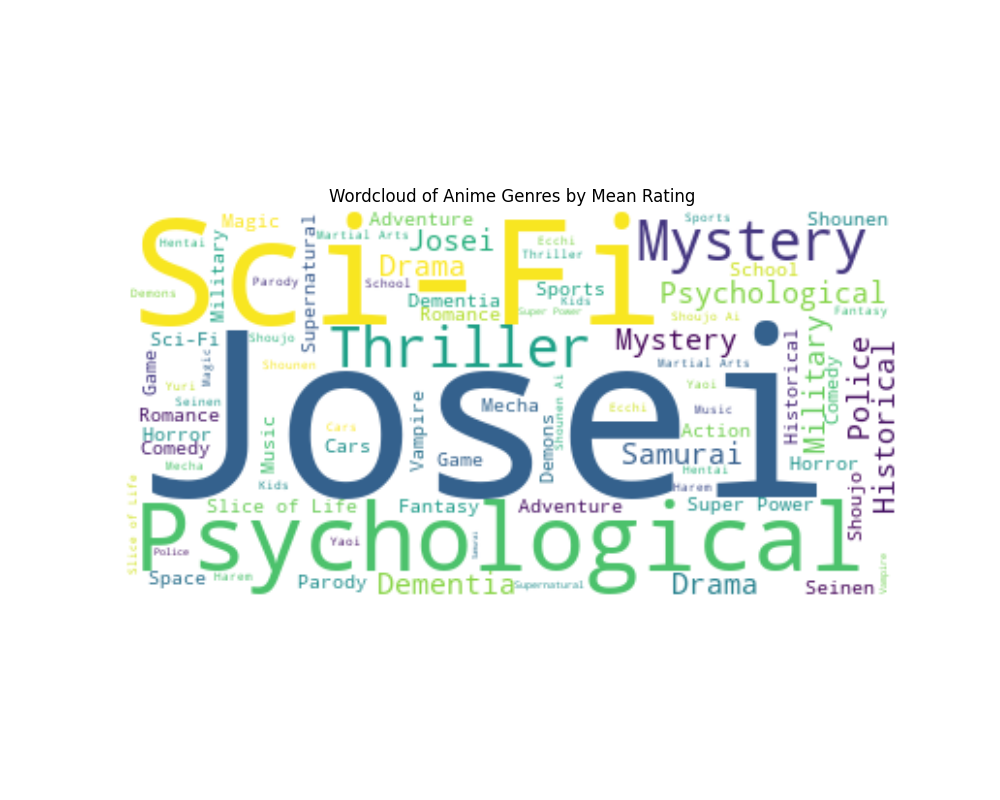 Wordcloud of Anime Genres by Mean Rating
Sci-Fi
Magic
Adventure
Sports
Shounen
Hentai
Military
Supernatural
Martial Arts
Josei
Ecchi
Mystery
Thriller
Drama
School
Parody
School
Demons
Dementia
Sports
Kids
Psychological
Romance
Super Power
Shoujo Ai
Fantasy
Sci-Fi
Shoujo
Thriller
Mystery
Historical
Military
Police
Historical
Game
Magic
Shounen
Martial Arts
Comedy
Josei
Yuri
Seinen
Romance
Vampire
Mecha
Shounen Ai
Yaoi
Ecchi
Music
Horror
Comedy
Music
Cars
Cars
Demons
Action
Samurai
Mecha
Game
Hentai
Horror
Kids
Harem
Shoujo
Slice of Life
Slice of Life
Fantasy
Adventure
Super Power
Psychological
Police
Yaoi
Samurai
Vampire
Space
Harem
Parody
Dementia
Supernatural
Drama
Seinen